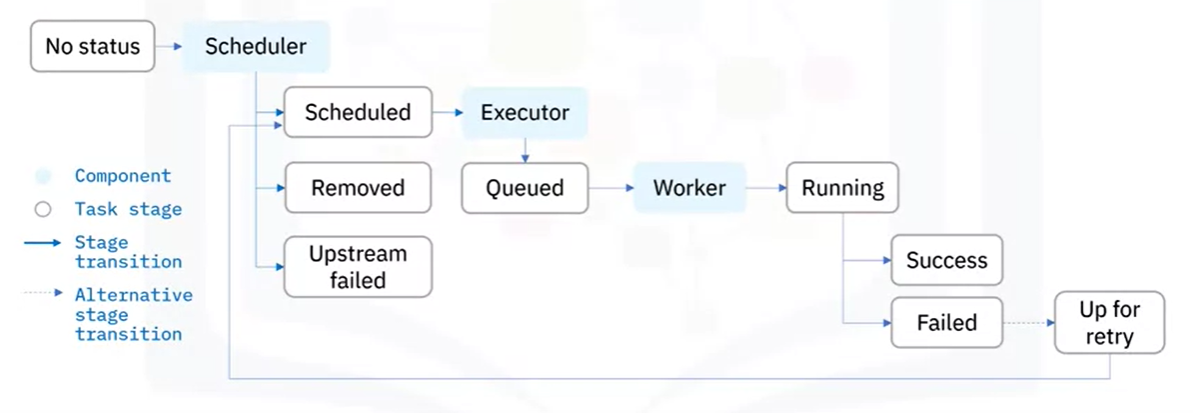 No status
Scheduler
Scheduled
Executor
Removed
Queued
Worker
Running
Upstream
failed
Success
Failed
Up for
retry
Component
Task stage
Stage
transition
Alternative
stage
transition